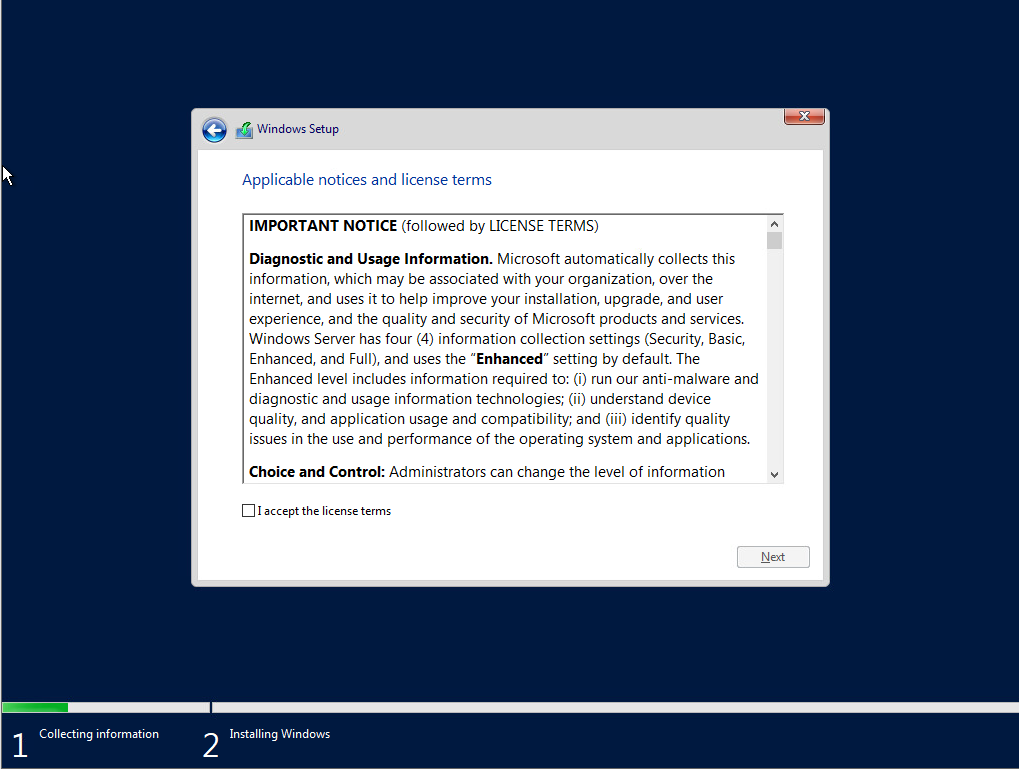 Windows Setup
Applicable notices and license terms
IMPORTANT NOTICE (followed by LICENSE TERMS)
Diagnostic and Usage Information. Microsoft automatically collects this
information, which may be associated with your organization, over the
internet, and uses it to help improve your installation, upgrade, and user
experience, and the quality and security of Microsoft products and services.
Windows Server has four (4) information collection settings (Security, Basic,
Enhanced, and Full), and uses the “Enhanced” setting by default. The
Enhanced level includes information required to: (i) run our anti-malware and
diagnostic and usage information technologies; (ii) understand device
quality, and application usage and compatibility; and (iii) identify quality
issues in the use and performance of the operating system and applications.
Choice and Control: Administrators can change the level of information
I accept the license terms
Next
1 Collecting information
2 Installing Windows